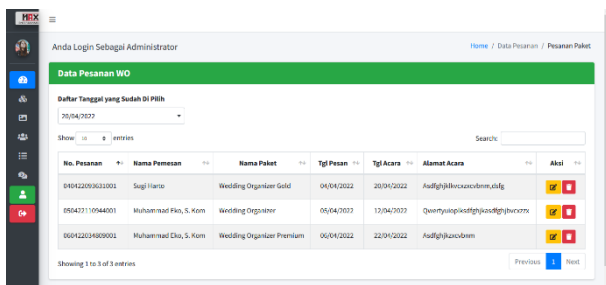 MRX
Anda Login Sebagai Administrator
Home / Data Pesanan / Pesanan Paket
Data Pesanan WO
Daftar Tanggal yang Sudah Di Pilih
20/04/2022
Show 10 entries
Search:
No. Pesanan Nama Pemesan Nama Paket Tgl Pesan Tgl Acara Alamat Acara Aksi
040422093631001 Sugi Harto Wedding Organizer Gold 04/04/2022 20/04/2022
050422110944001 Muhammad Eko, S. Kom Wedding Organizer 05/04/2022 12/04/2022
060422034809001 Muhammad Eko, S. Kom Wedding Organizer Premium 06/04/2022 22/04/2022 Asdfghjkzxcvbnm
Showing 1 to 3 of 3 entries
Previous 1 Next